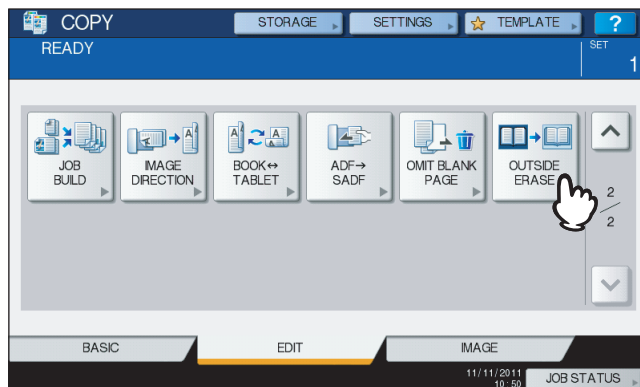 COPY
STORAGE
SETTINGS
TEMPLATE
?
READY
SET
1
JOB
BUILD
IMAGE
DIRECTION
BOOK↔
TABLET
ADF→
SADF
OMIT BLANK
PAGE
OUTSIDE
ERASE
2
2
BASIC
EDIT
IMAGE
11/11/2011
10:50
JOB STATUS